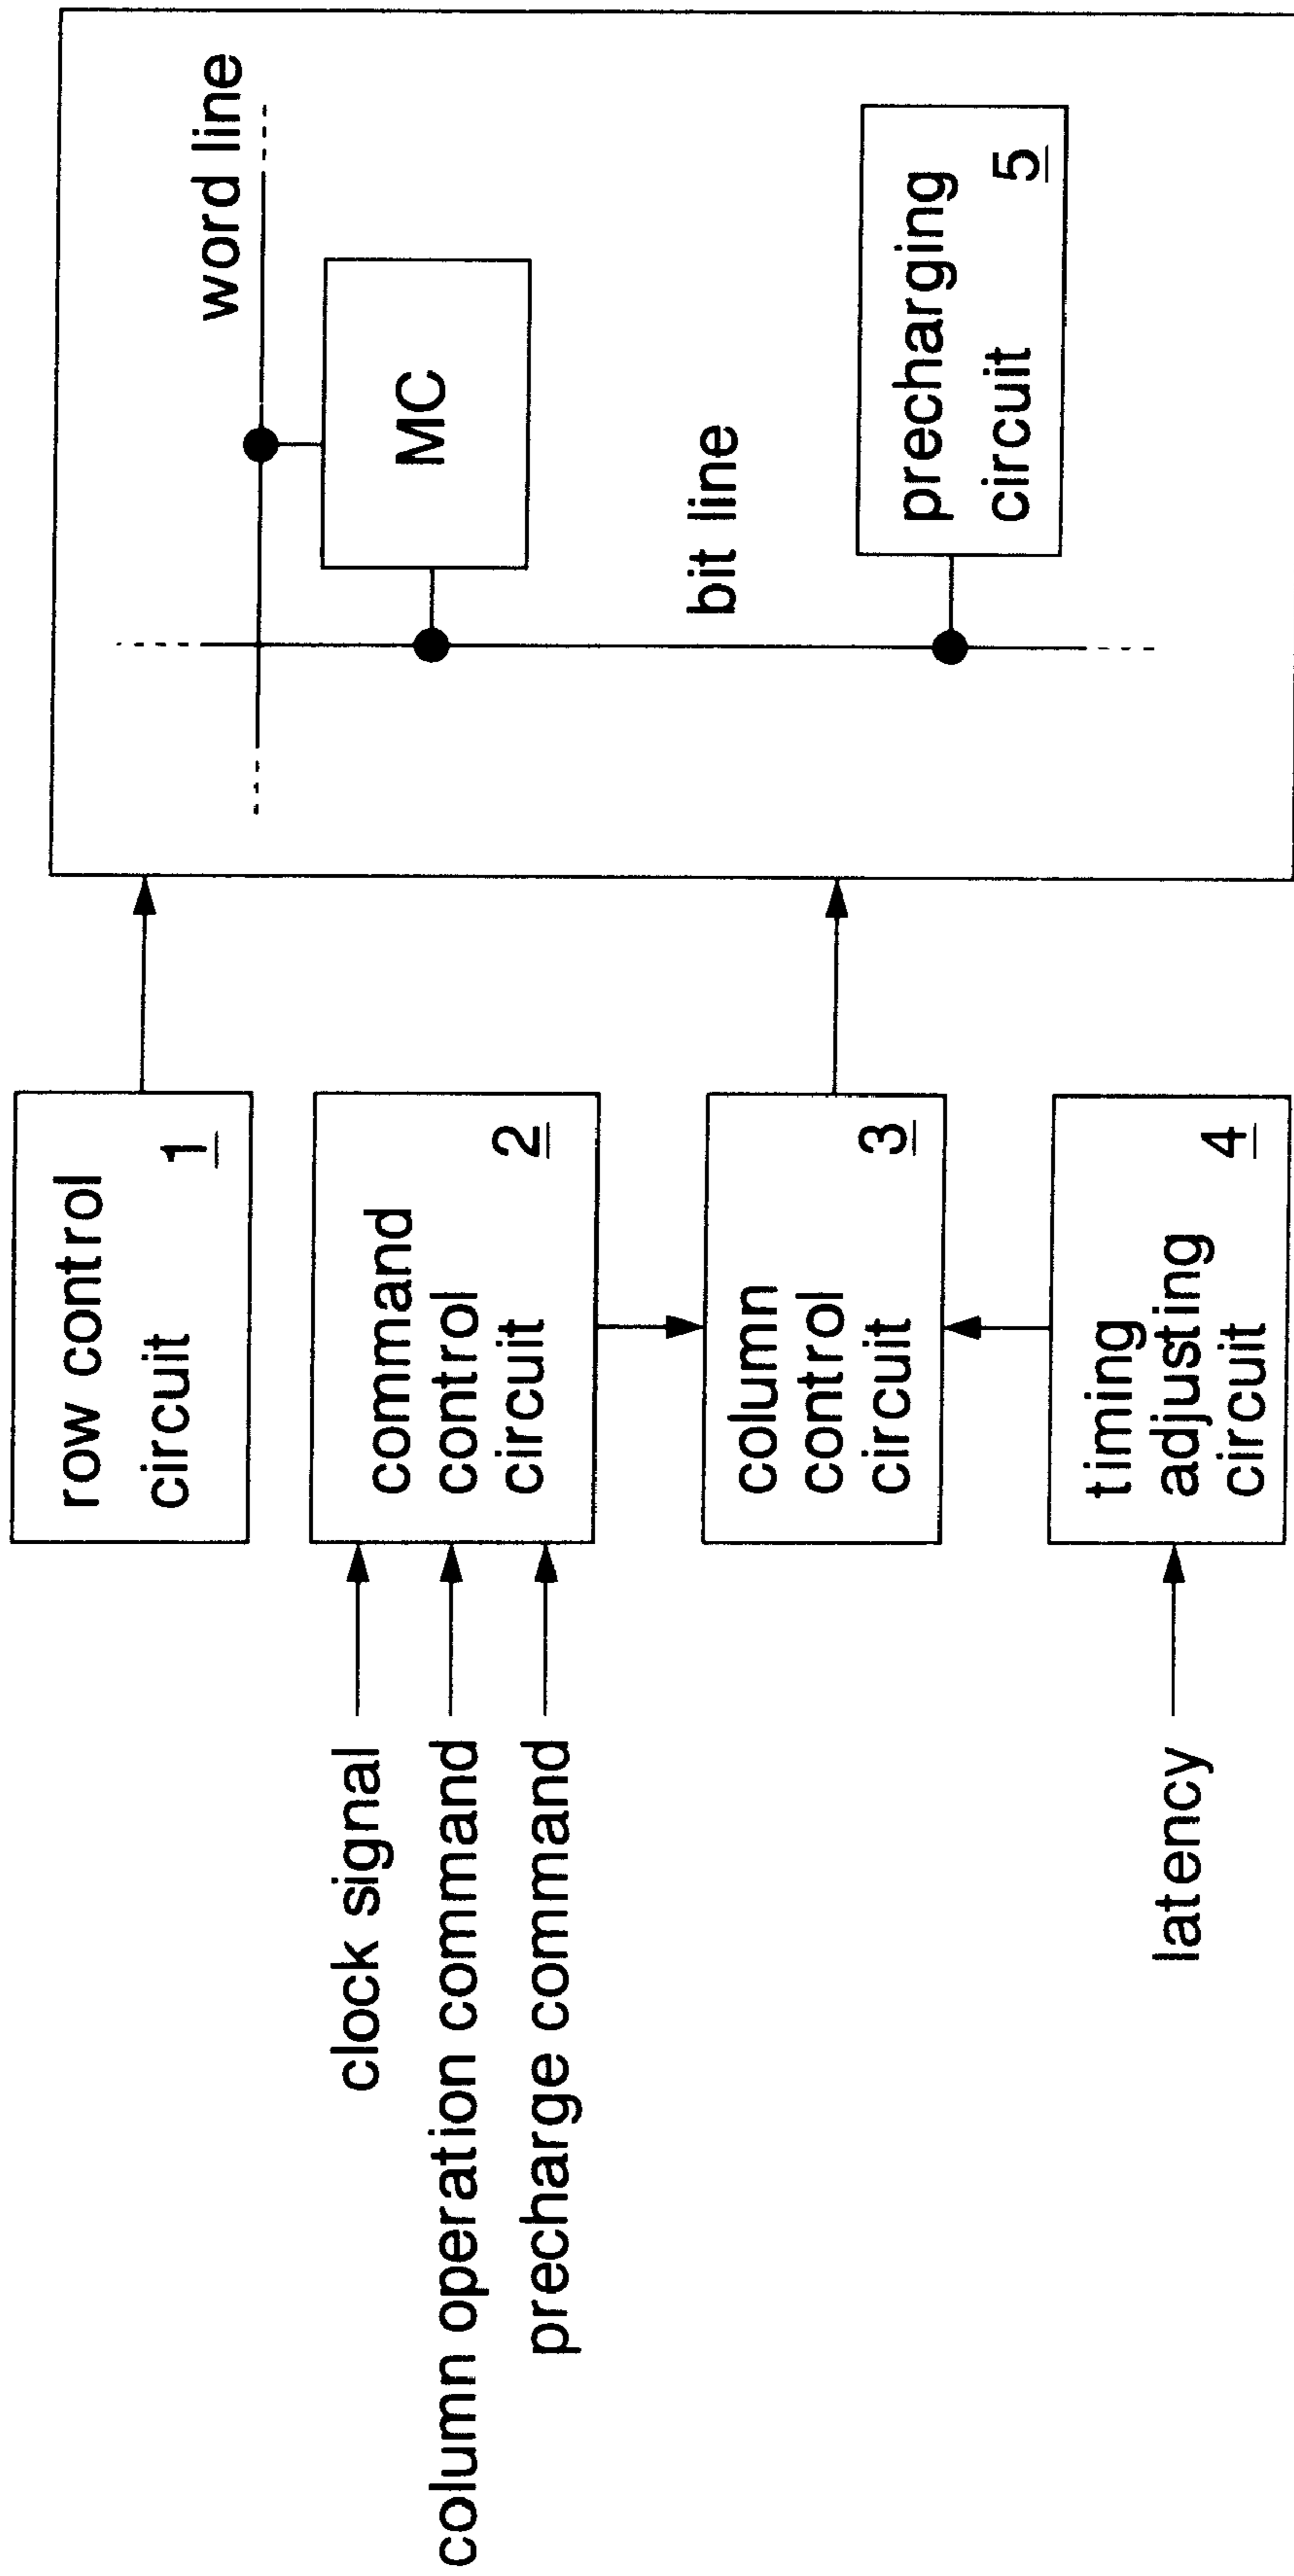 row control
circuit
1
clock signal
column operation command
precharge command
command
control
circuit
2
column
control
circuit
3
latency
timing
adjusting
circuit
4
word line
MC
bit line
precharging
circuit
5